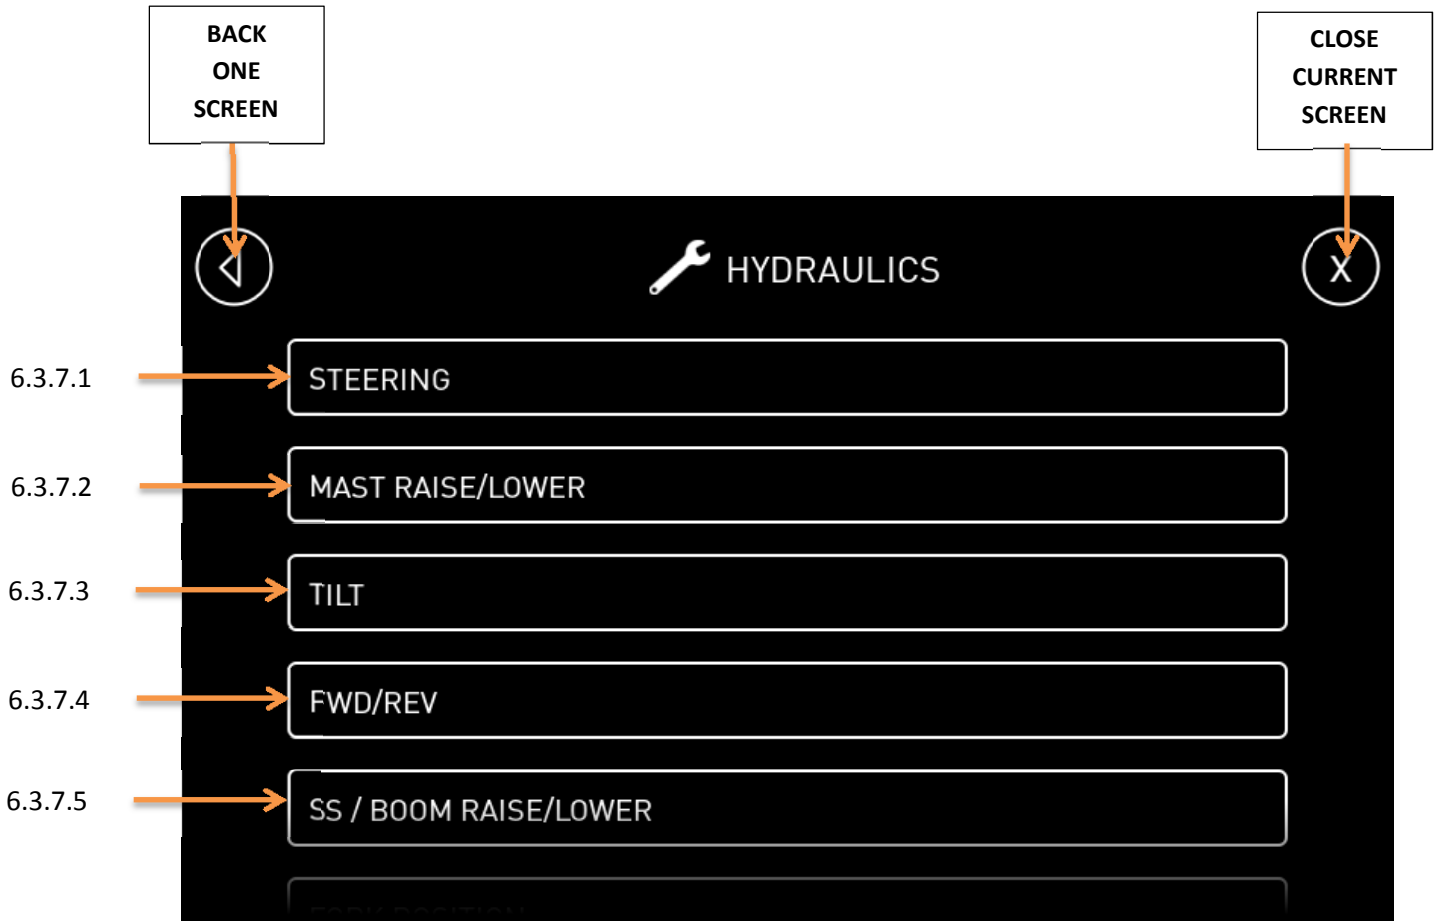 BACK
ONE
SCREEN
CLOSE
CURRENT
SCREEN
HYDRAULICS
X
6.3.7.1 STEERING
6.3.7.2 MAST RAISE/LOWER
6.3.7.3 TILT
6.3.7.4 FWD/REV
6.3.7.5 SS / BOOM RAISE/LOWER
FORK POSITION